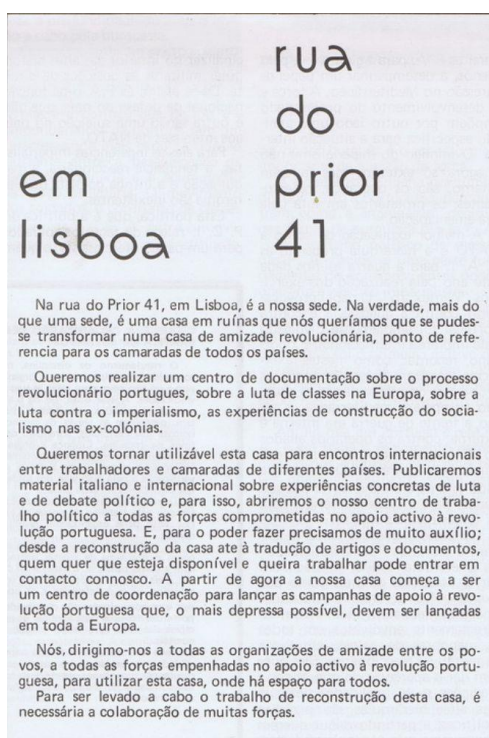 rua
do
em prior
lisboa 41
Na rua do Prior 41, em Lisboa, é a nossa sede. Na verdade, mais do
que uma sede, é uma casa em ruínas que nós queríamos que se pudes-
se transformar numa casa de amizade revolucionária, ponto de refe-
rencia para os camaradas de todos os países.
Queremos realizar um centro de documentação sobre o processo
revolucionário portugues, sobre a luta de classes na Europa, sobre a
luta contra o imperialismo, as experiências de construcção do socia-
lismo nas ex-colónias.
Queremos tornar utilizável esta casa para encontros internacionais
entre trabalhadores e camaradas de diferentes países. Publicaremos
material italiano e internacional sobre experiências concretas de luta
e de debate político e, para isso, abriremos o nosso centro de traba-
lho político a todas as forças comprometidas no apoio activo à revo-
lução portuguesa. E, para o poder fazer precisamos de muito auxílio;
desde a reconstrução da casa ate à tradução de artigos e documentos,
quem quer que esteja disponível e queira trabalhar pode entrar em
contacto connosco. A partir de agora a nossa casa começa a ser
um centro de coordenação para lançar as campanhas de apoio à revo-
lução portuguesa que, o mais depressa possível, devem ser lançadas
em toda a Europa.
Nós, dirigimo-nos a todas as organizações de amizade entre os po-
vos, a todas as forças empenhadas no apoio activo à revolução portu-
guesa, para utilizar esta casa, onde há espaço para todos.
Para ser levado a cabo o trabalho de reconstrução desta casa, é
necessária a colaboração de muitas forças.